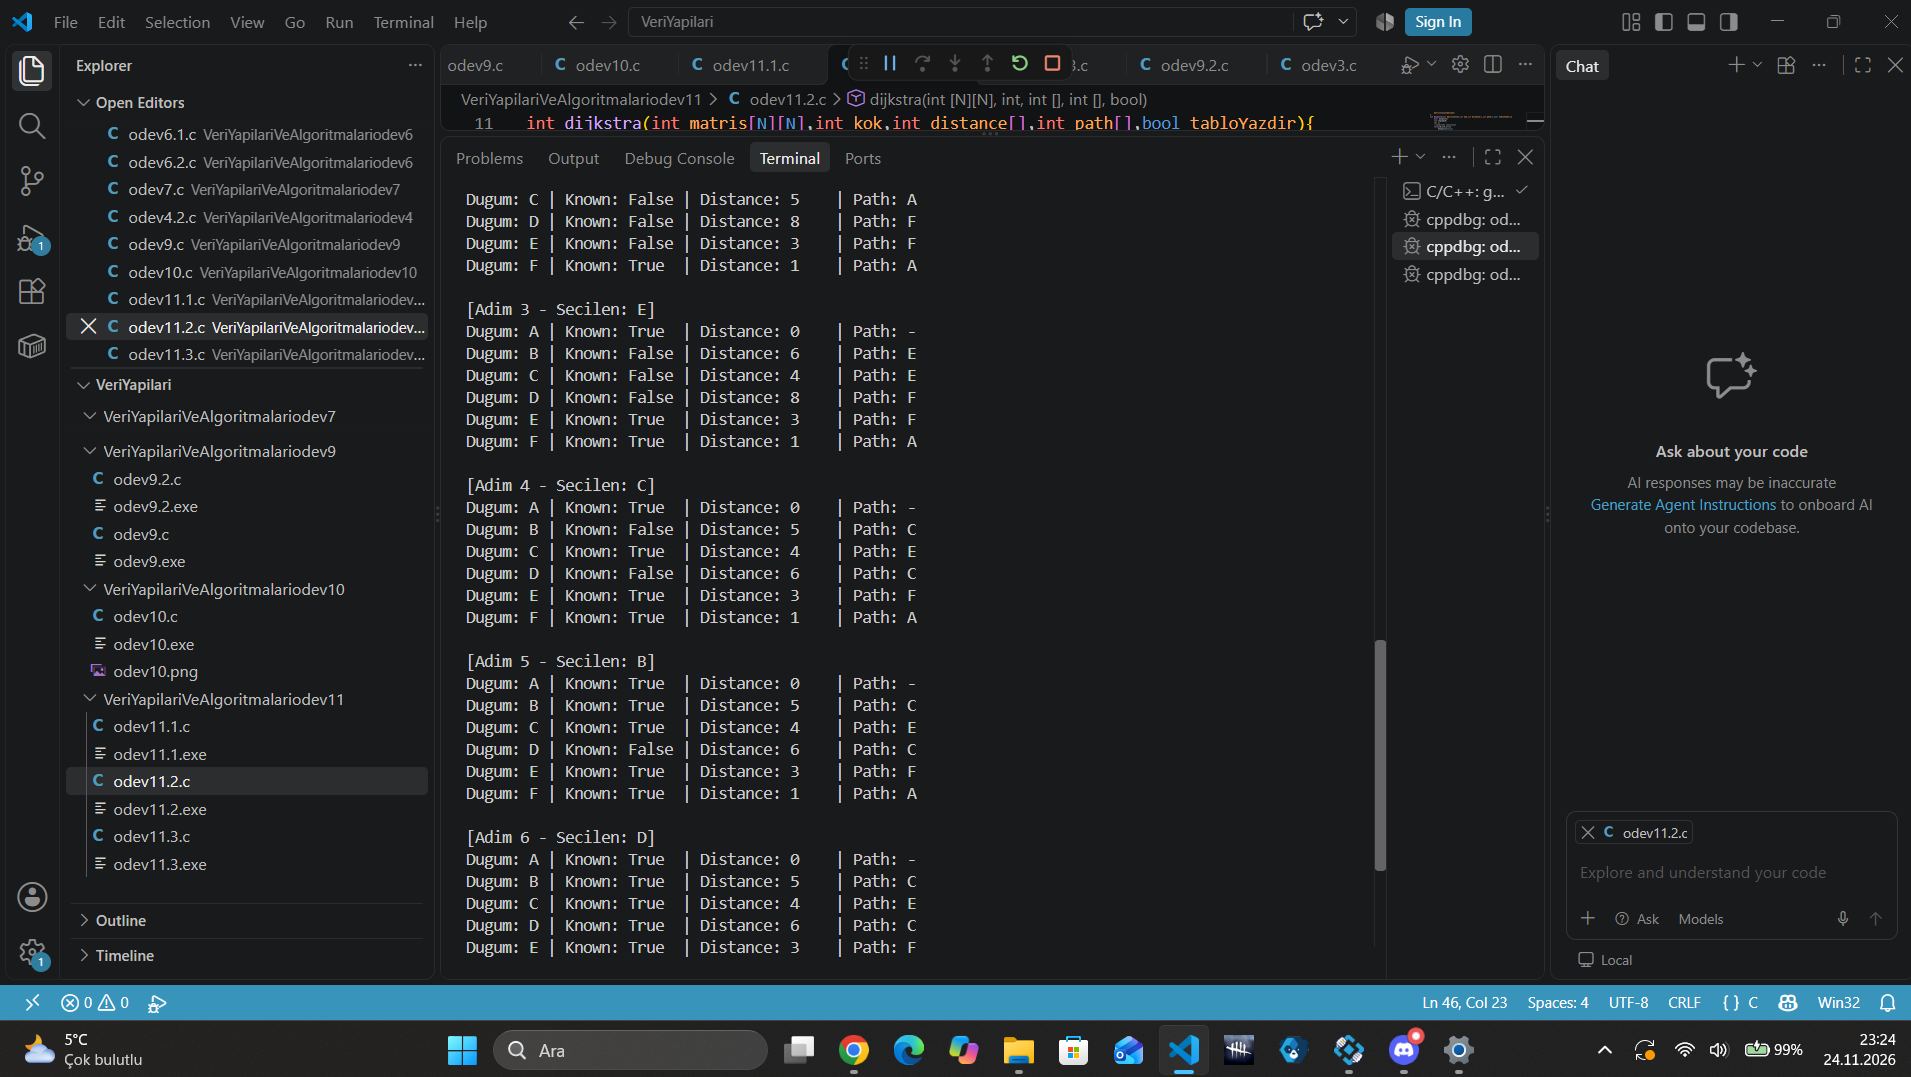 File Edit Selection View Go Run Terminal Help
VeriYapilari
Sign In
Explorer
Open Editors
odev6.1.c VeriYapilariVeAlgoritmalariodev6
odev6.2.c VeriYapilariVeAlgoritmalariodev6
odev7.c VeriYapilariVeAlgoritmalariodev7
odev4.2.c VeriYapilariVeAlgoritmalariodev4
odev9.c VeriYapilariVeAlgoritmalariodev9
odev10.c VeriYapilariVeAlgoritmalariodev10
odev11.1.c VeriYapilariVeAlgoritmalariodev...
odev11.2.c VeriYapilariVeAlgoritmalariodev...
odev11.3.c VeriYapilariVeAlgoritmalariodev...
VeriYapilari
VeriYapilariVeAlgoritmalariodev7
VeriYapilariVeAlgoritmalariodev9
C odev9.2.c
odev9.2.exe
C odev9.c
odev9.exe
VeriYapilariVeAlgoritmalariodev10
C odev10.c
odev10.exe
odev10.png
VeriYapilariVeAlgoritmalariodev11
C odev11.1.c
odev11.1.exe
C odev11.2.c
odev11.2.exe
C odev11.3.c
odev11.3.exe
Outline
Timeline
1
1
odev9.c C odev10.c C odev11.1.c 3.c C odev9.2.c C odev3.c
VeriYapilariVeAlgoritmalariodev11 > C odev11.2.c > dijkstra(int [N][N], int, int [], int [], bool)
11 int dijkstra(int matris[N][N],int kok,int distance[],int path[],bool tabloYazdir){
Problems Output Debug Console Terminal Ports
Dugum: C | Known: False | Distance: 5 | Path: A
Dugum: D | Known: False | Distance: 8 | Path: F
Dugum: E | Known: False | Distance: 3 | Path: F
Dugum: F | Known: True | Distance: 1 | Path: A
[Adim 3 - Secilen: E]
Dugum: A | Known: True | Distance: 0 | Path: -
Dugum: B | Known: False | Distance: 6 | Path: E
Dugum: C | Known: False | Distance: 4 | Path: E
Dugum: D | Known: False | Distance: 8 | Path: F
Dugum: E | Known: True | Distance: 3 | Path: F
Dugum: F | Known: True | Distance: 1 | Path: A
[Adim 4 - Secilen: C]
Dugum: A | Known: True | Distance: 0 | Path: -
Dugum: B | Known: False | Distance: 5 | Path: C
Dugum: C | Known: True | Distance: 4 | Path: E
Dugum: D | Known: False | Distance: 6 | Path: C
Dugum: E | Known: True | Distance: 3 | Path: F
Dugum: F | Known: True | Distance: 1 | Path: A
[Adim 5 - Secilen: B]
Dugum: A | Known: True | Distance: 0 | Path: -
Dugum: B | Known: True | Distance: 5 | Path: C
Dugum: C | Known: True | Distance: 4 | Path: E
Dugum: D | Known: False | Distance: 6 | Path: C
Dugum: E | Known: True | Distance: 3 | Path: F
Dugum: F | Known: True | Distance: 1 | Path: A
[Adim 6 - Secilen: D]
Dugum: A | Known: True | Distance: 0 | Path: -
Dugum: B | Known: True | Distance: 5 | Path: C
Dugum: C | Known: True | Distance: 4 | Path: E
Dugum: D | Known: True | Distance: 6 | Path: C
Dugum: E | Known: True | Distance: 3 | Path: F
C/C++: g...
cppdbg: od...
cppdbg: od...
cppdbg: od...
Chat
Ask about your code
AI responses may be inaccurate
Generate Agent Instructions to onboard AI
onto your codebase.
C odev11.2.c
Explore and understand your code
Ask Models
Local
0 0
Ln 46, Col 23 Spaces: 4 UTF-8 CRLF { } C Win32
5°C
Çok bulutlu
Ara
99%
23:24
24.11.2026